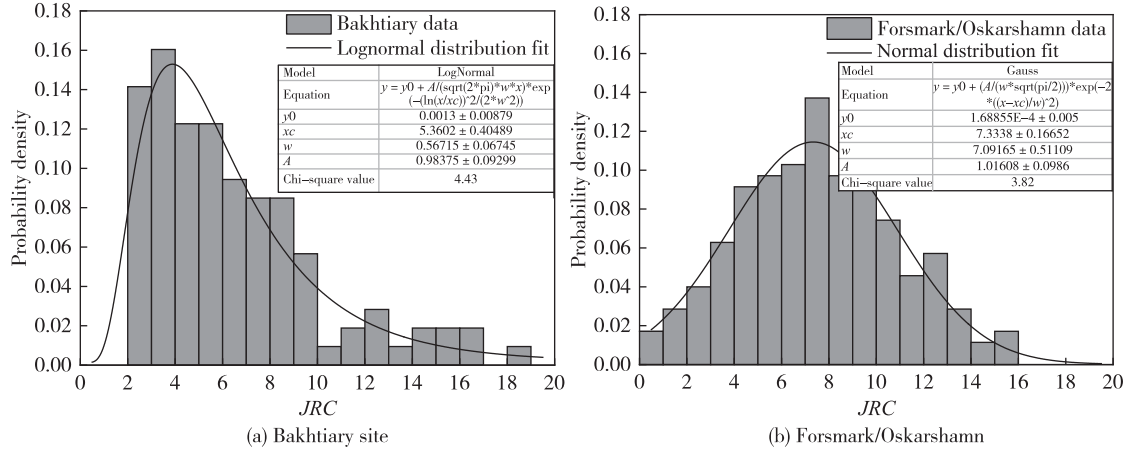 0.18
0.16
0.14
0.12
0.10
0.08
0.06
0.04
0.02
0.00
Probability density
Bakhtiary data
Lognormal distribution fit
Model LogNormal
Equation y = y0 + A/(sqrt(2*pi)*w*x)*exp
(−(ln(x/xc))^2/(2*w^2))
y0 0.0013 ± 0.00879
xc 5.3602 ± 0.40489
w 0.56715 ± 0.06745
A 0.98375 ± 0.09299
Chi−square value 4.43
0 2 4 6 8 10 12 14 16 18 20
JRC
(a) Bakhtiary site
0.18
0.16
0.14
0.12
0.10
0.08
0.06
0.04
0.02
0.00
Probability density
Forsmark/Oskarshamn data
Normal distribution fit
Model Gauss
Equation y = y0 + (A/(w*sqrt(pi/2)))*exp(−2
*((x−xc)/w)^2)
y0 1.68855E−4 ± 0.005
xc 7.3338 ± 0.16652
w 7.09165 ± 0.51109
A 1.01608 ± 0.0986
Chi−square value 3.82
0 2 4 6 8 10 12 14 16 18 20
JRC
(b) Forsmark/Oskarshamn